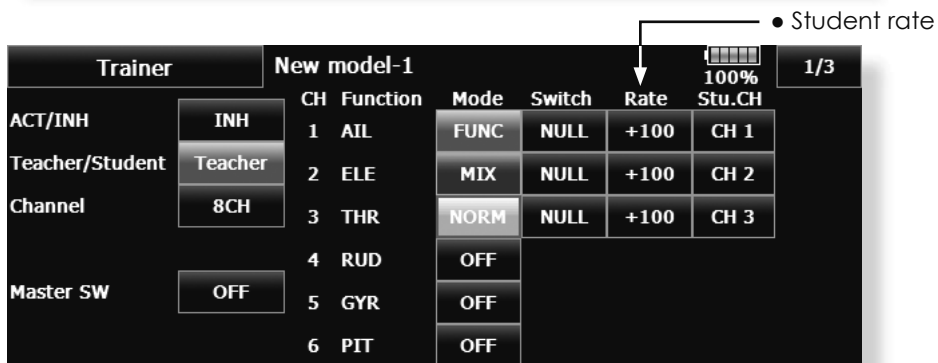 ● Student rate
Trainer New model-1 100% 1/3
CH Function Mode Switch Rate Stu.CH
ACT/INH INH 1 AIL FUNC NULL +100 CH 1
Teacher/Student Teacher 2 ELE MIX NULL +100 CH 2
Channel 8CH 3 THR NORM NULL +100 CH 3
4 RUD OFF
Master SW OFF 5 GYR OFF
6 PIT OFF